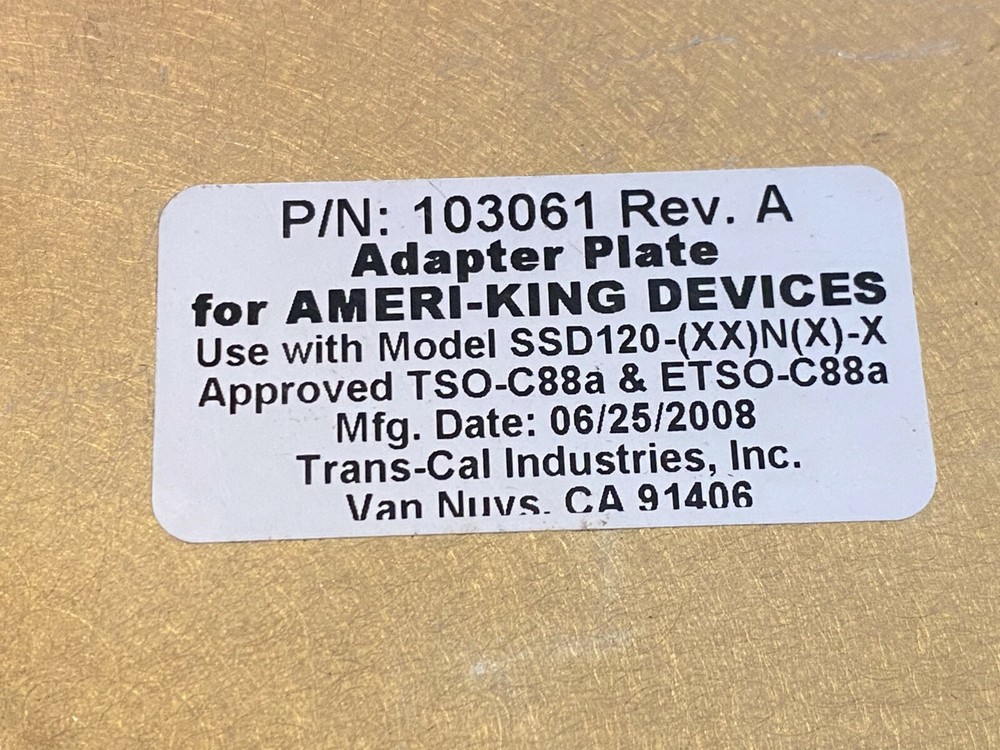 P/N: 103061 Rev. A
Adapter Plate
for AMERI-KING DEVICES
Use with Model SSD120-(XX)N(X)-X
Approved TSO-C88a & ETSO-C88a
Mfg. Date: 06/25/2008
Trans-Cal Industries, Inc.
Van Nuys, CA 91406